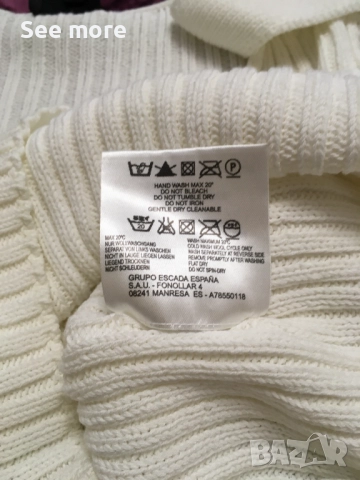 See more
P
HAND WASH MAX 30°
DO NOT BLEACH
DO NOT TUMBLE DRY
DO NOT IRON
GENTLE DRY CLEANABLE
30
MAX 30°C
NUR WOLLWASCHGANG
SEPARAT VON LINKS WASCHEN
NICHT IN LAUGE LIEGEN LASSEN
LIEGEND TROCKNEN
NICHT SCHLEUDERN
WASH MAXIMUM 30°C
COLD WASH WOOL CYCLE ONLY
WASH SEPARATELY AT REVERSE SIDE
REMOVE PROMPTLY AFTER WASHING
FLAT DRY
DO NOT SPIN-DRY
GRUPO ESCADA ESPAÑA
S.A.U. - FONOLLAR 4
08241 MANRESA ES - A78550118
BAZAR